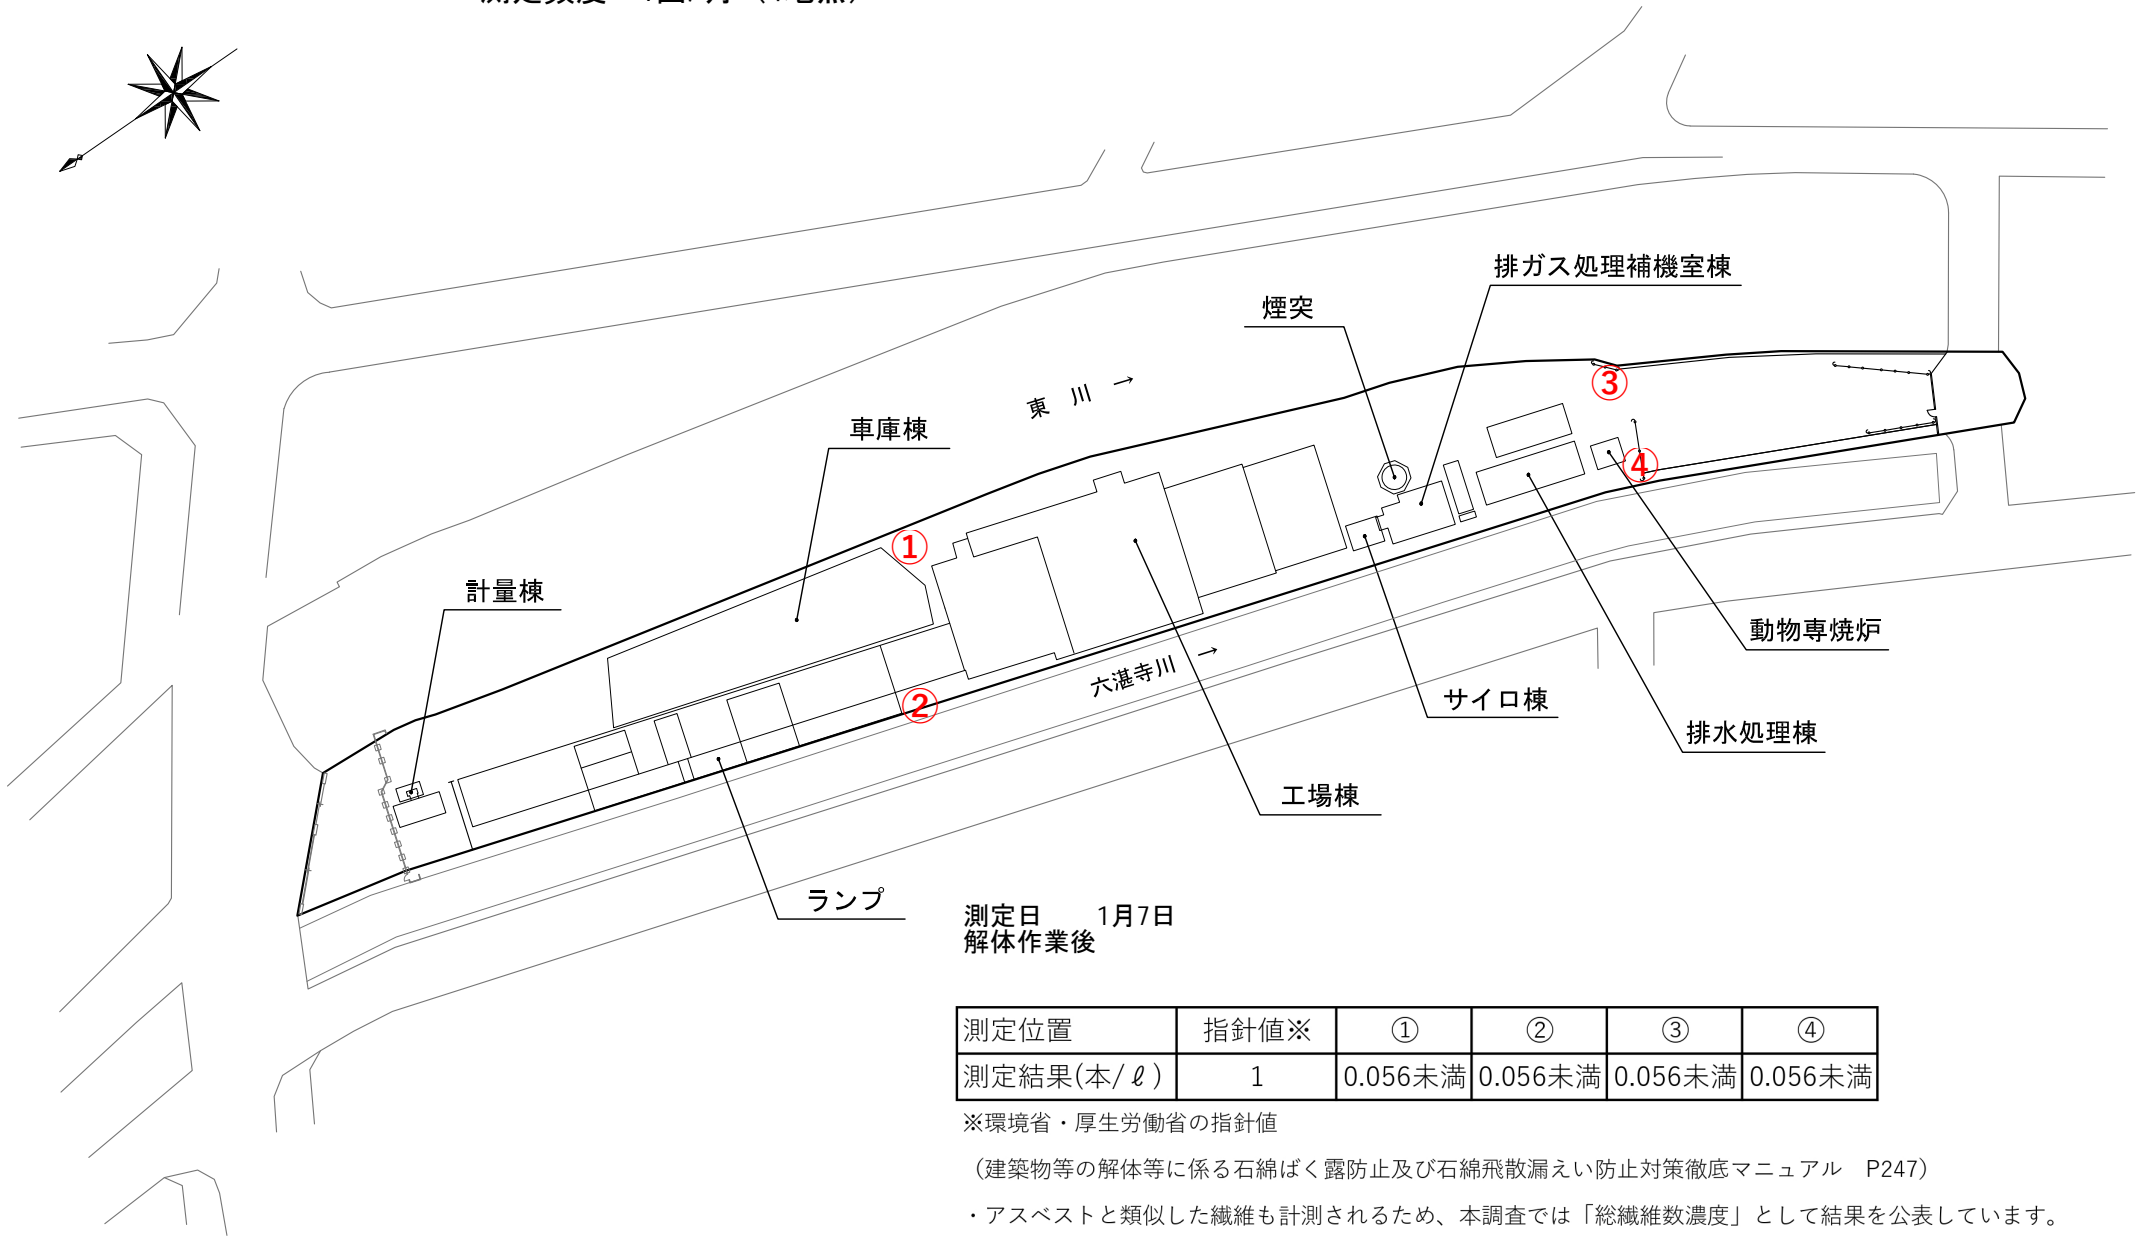 排ガス処理補機室棟
煙突
東 川 →
③
車庫棟
④
①
計量棟
動物専焼炉
六湛寺川 →
サイロ棟
②
排水処理棟
工場棟
ランプ
測定日 1月7日
解体作業後
測定位置 指針値※ ① ② ③ ④
測定結果(本/ℓ) 1 0.056未満 0.056未満 0.056未満 0.056未満
※環境省・厚生労働省の指針値
（建築物等の解体等に係る石綿ばく露防止及び石綿飛散漏えい防止対策徹底マニュアル P247）
・アスベストと類似した繊維も計測されるため、本調査では「総繊維数濃度」として結果を公表しています。